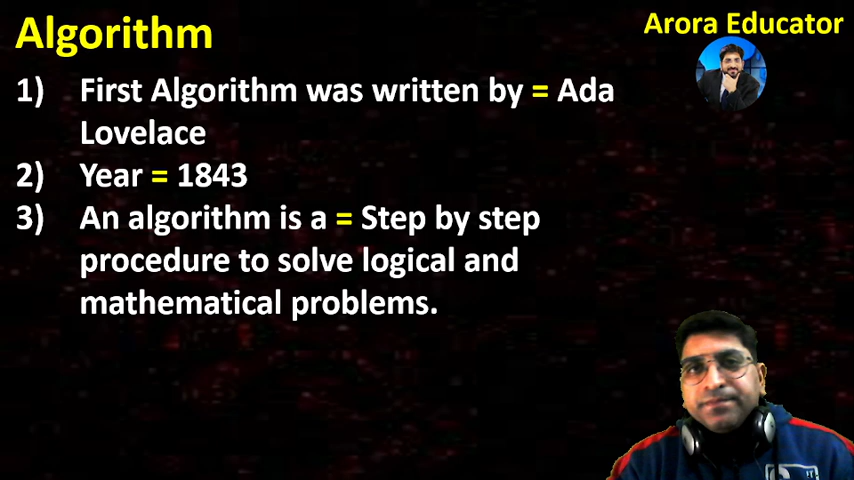 Algorithm
Arora Educator
1) First Algorithm was written by = Ada
Lovelace
2) Year = 1843
3) An algorithm is a = Step by step
procedure to solve logical and
mathematical problems.